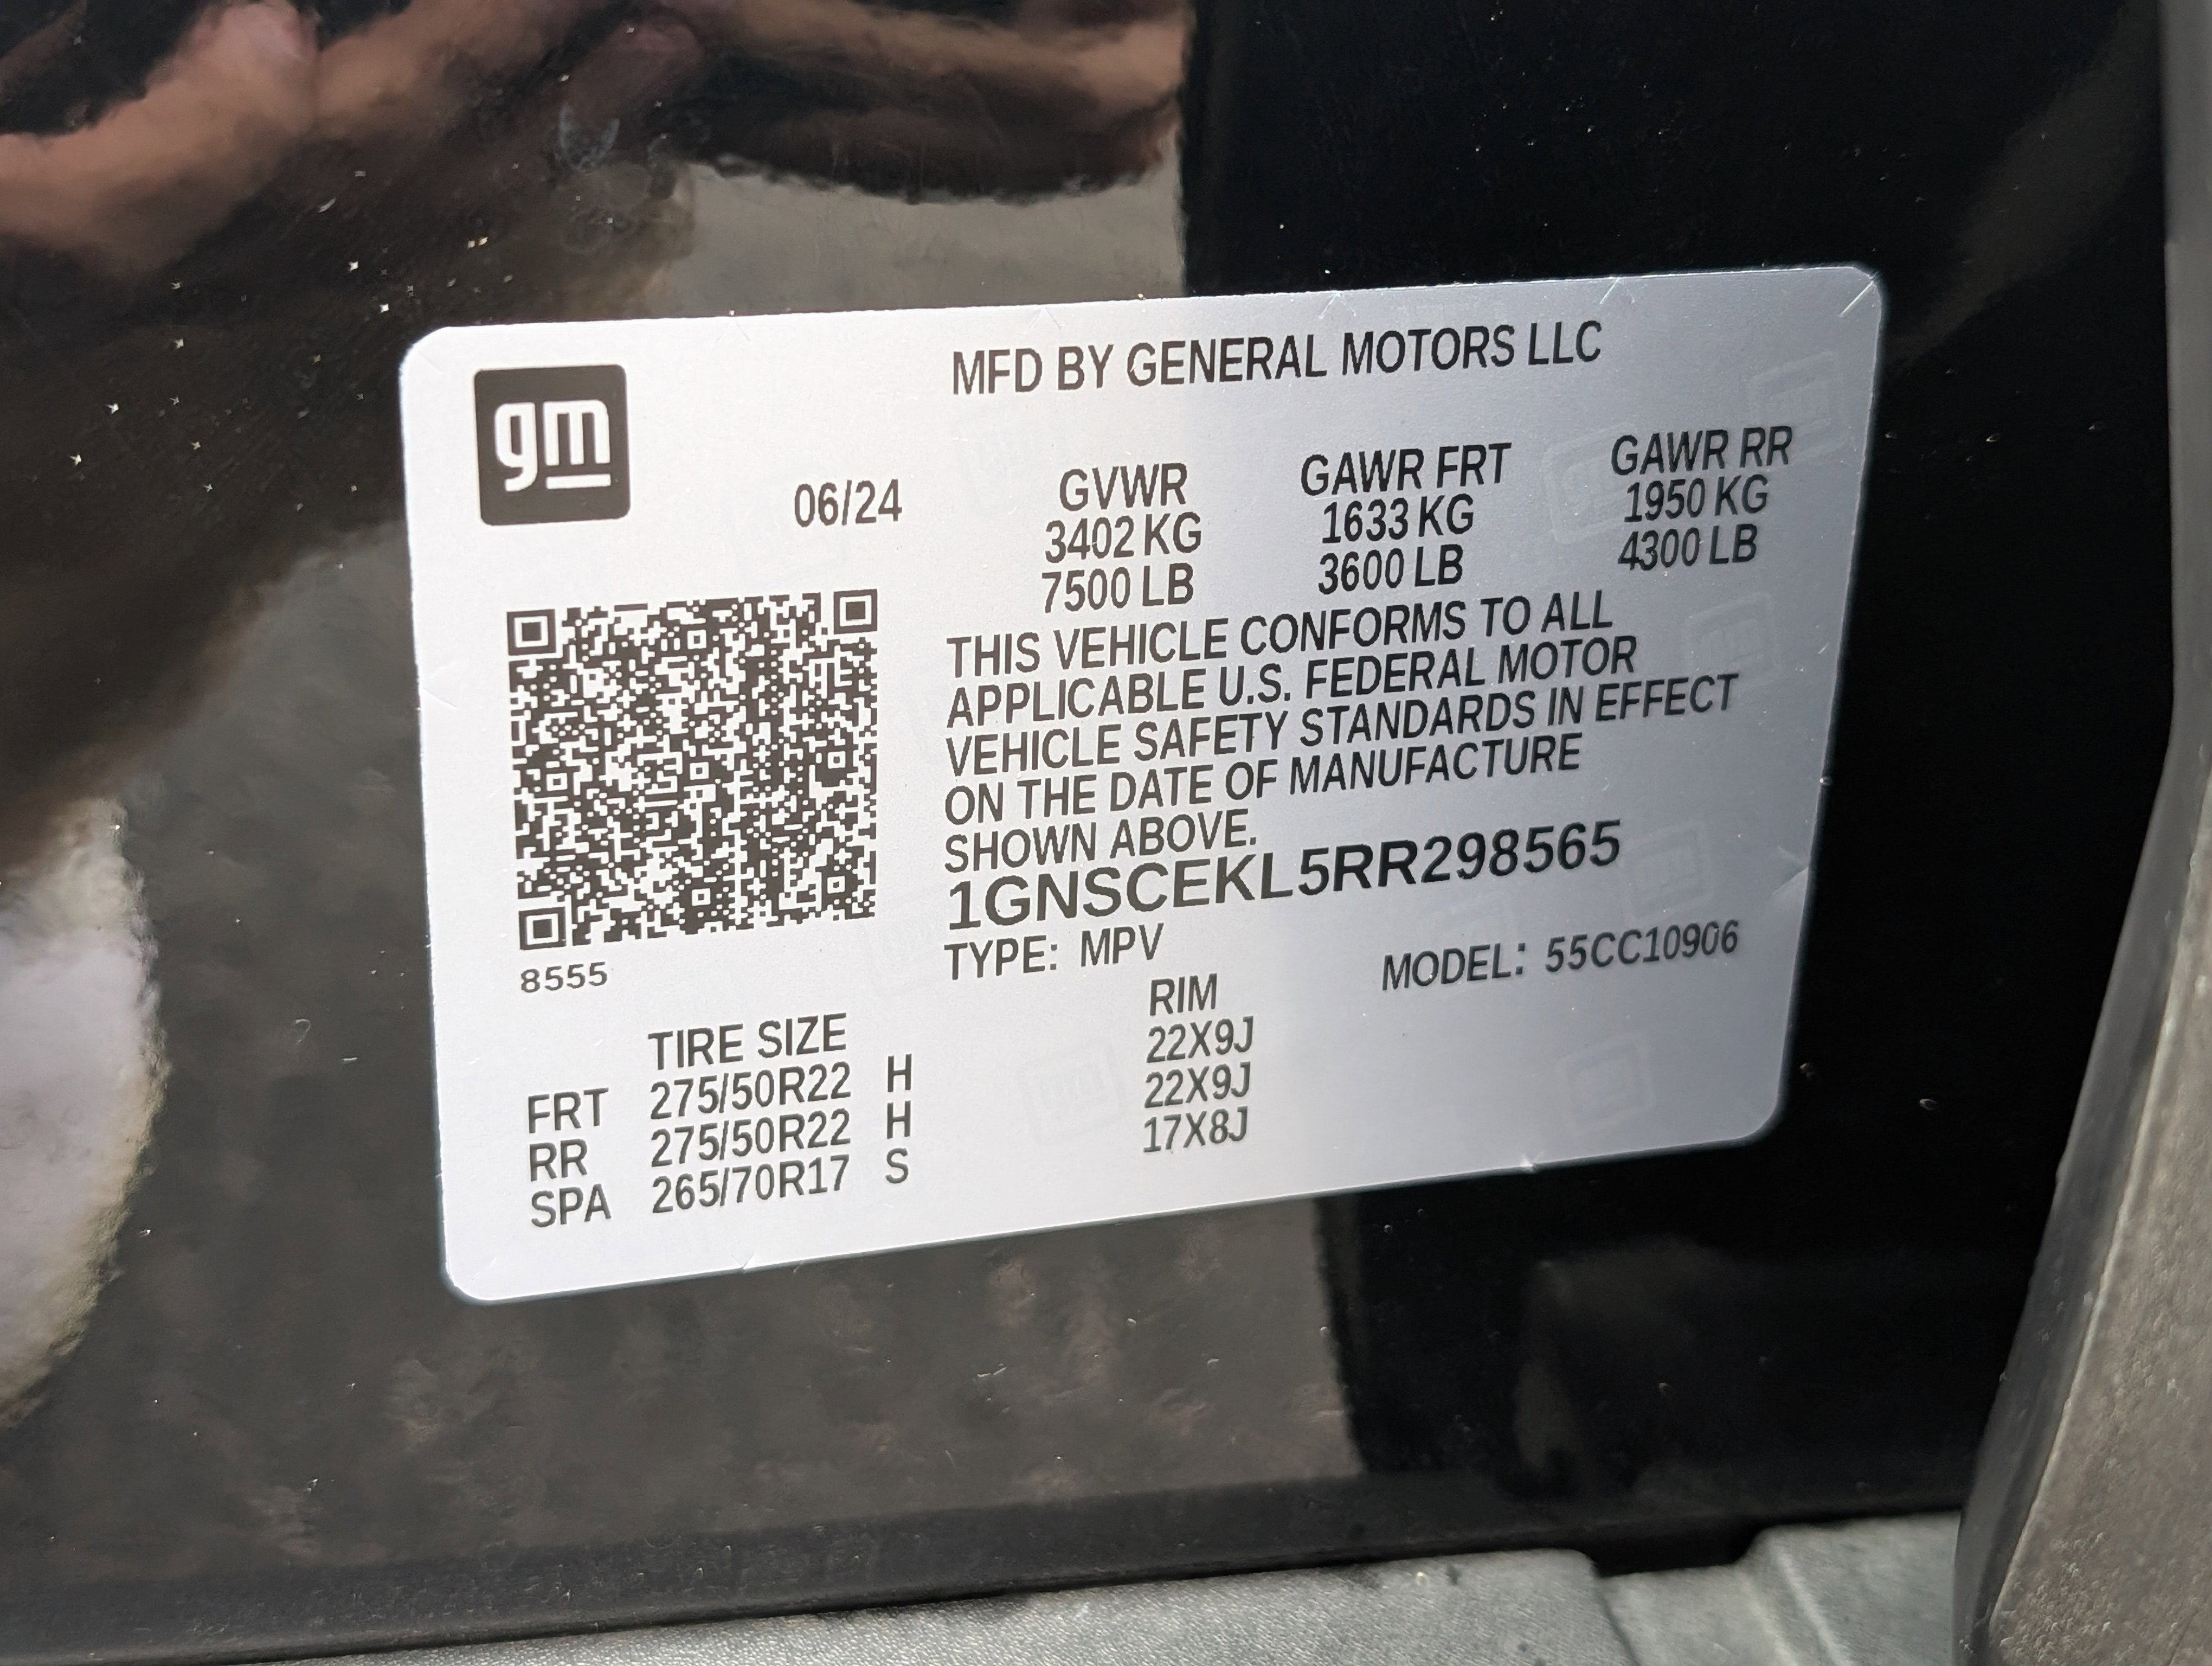 gm
MFD BY GENERAL MOTORS LLC
06/24
GVWR
3402 KG
7500 LB
GAWR FRT
1633 KG
3600 LB
GAWR RR
1950 KG
4300 LB
THIS VEHICLE CONFORMS TO ALL
APPLICABLE U.S. FEDERAL MOTOR
VEHICLE SAFETY STANDARDS IN EFFECT
ON THE DATE OF MANUFACTURE
SHOWN ABOVE.
1GNSCEKL5RR298565
TYPE: MPV
MODEL: 55CC10906
8555
TIRE SIZE RIM
FRT 275/50R22 H 22X9J
RR 275/50R22 H 22X9J
SPA 265/70R17 S 17X8J